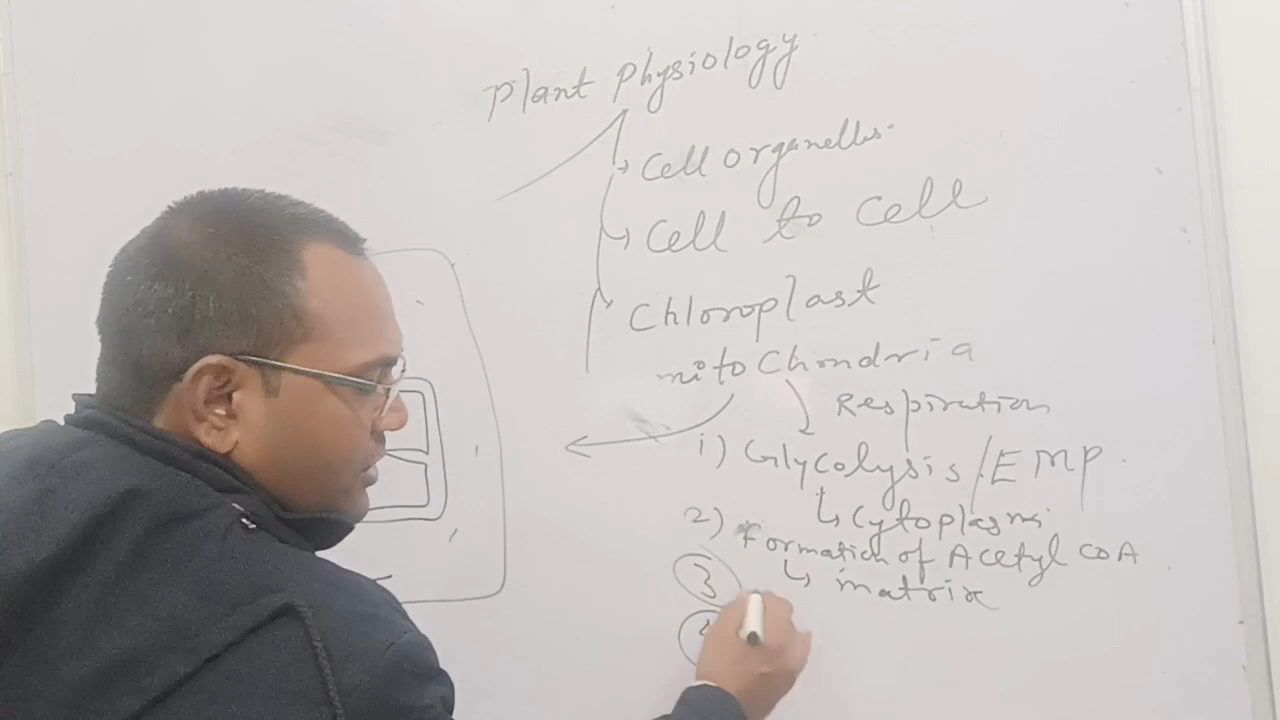 Plant Physiology
Cell organelles
Cell to Cell
Chloroplast
mitoChondria
Respiration
1) Glycolysis / EMP
Cytoplasm
2) Formation of Acetyl CoA
matrix
3
4